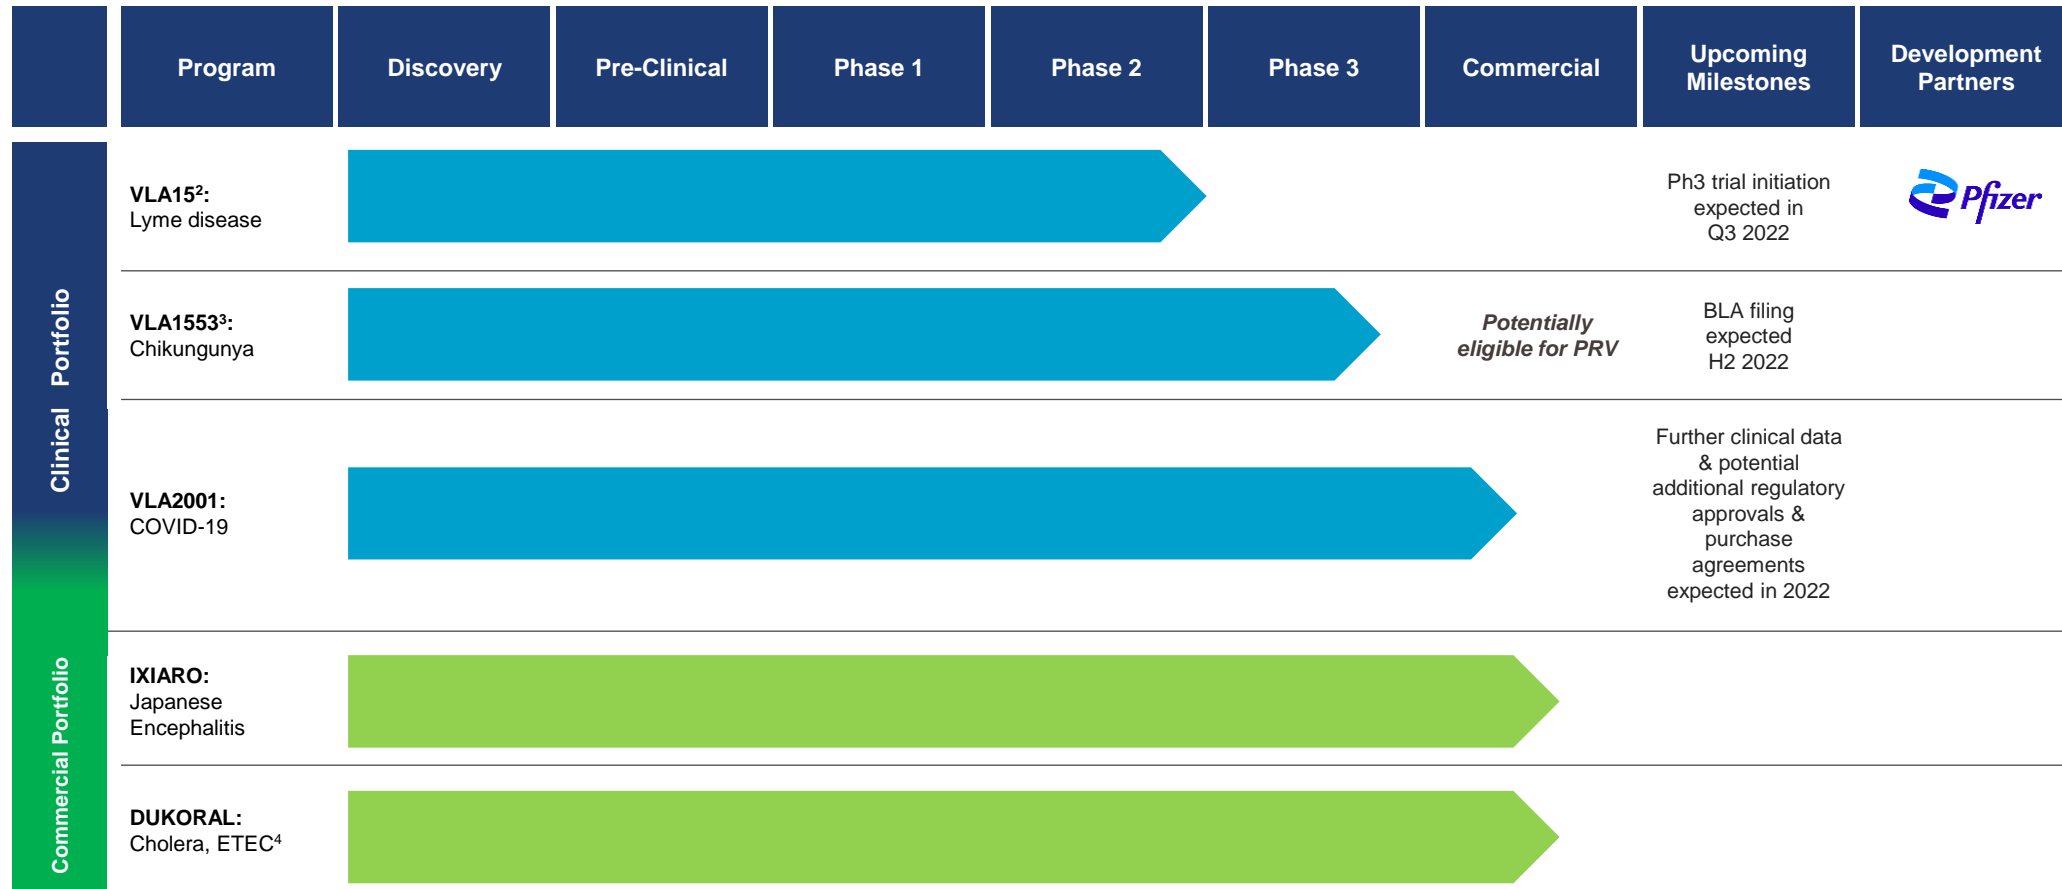 Program
Discovery
Pre-Clinical
Phase 1
Phase 2
Phase 3
Commercial
Upcoming
Milestones
Development
Partners
Clinical Portfolio
VLA15²:
Lyme disease
Ph3 trial initiation
expected in
Q3 2022
Pfizer
VLA1553³:
Chikungunya
Potentially
eligible for PRV
BLA filing
expected
H2 2022
VLA2001:
COVID-19
Further clinical data
& potential
additional regulatory
approvals &
purchase
agreements
expected in 2022
Commercial Portfolio
IXIARO:
Japanese
Encephalitis
DUKORAL:
Cholera, ETEC⁴